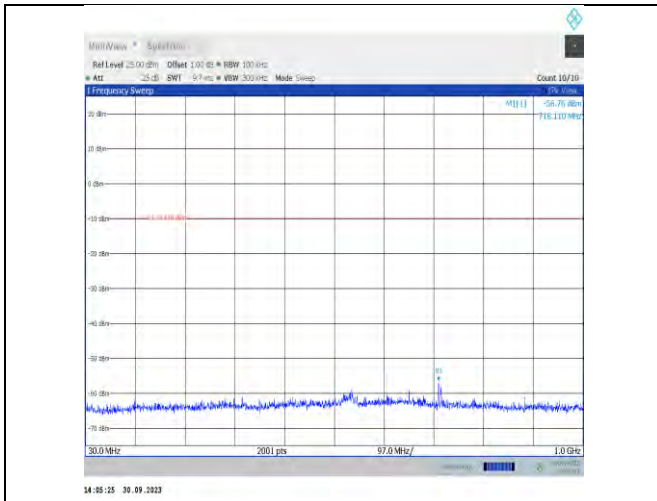 MultiView Spectrum
Ref Level 25.00 dBm Offset 1.00 dB RBW 100 kHz
Att 25 dB SWT 9.7 ms VBW 300 kHz Mode Sweep Count 10/10
1 Frequency Sweep 1Pk View
M1[1] -56.76 dBm
718.110 MHz
20 dBm
10 dBm
0 dBm
-10 dBm
-20 dBm
-30 dBm
-40 dBm
-50 dBm
M1
-60 dBm
-70 dBm
30.0 MHz 2001 pts 97.0 MHz/ 1.0 GHz
14:05:25 30.09.2023